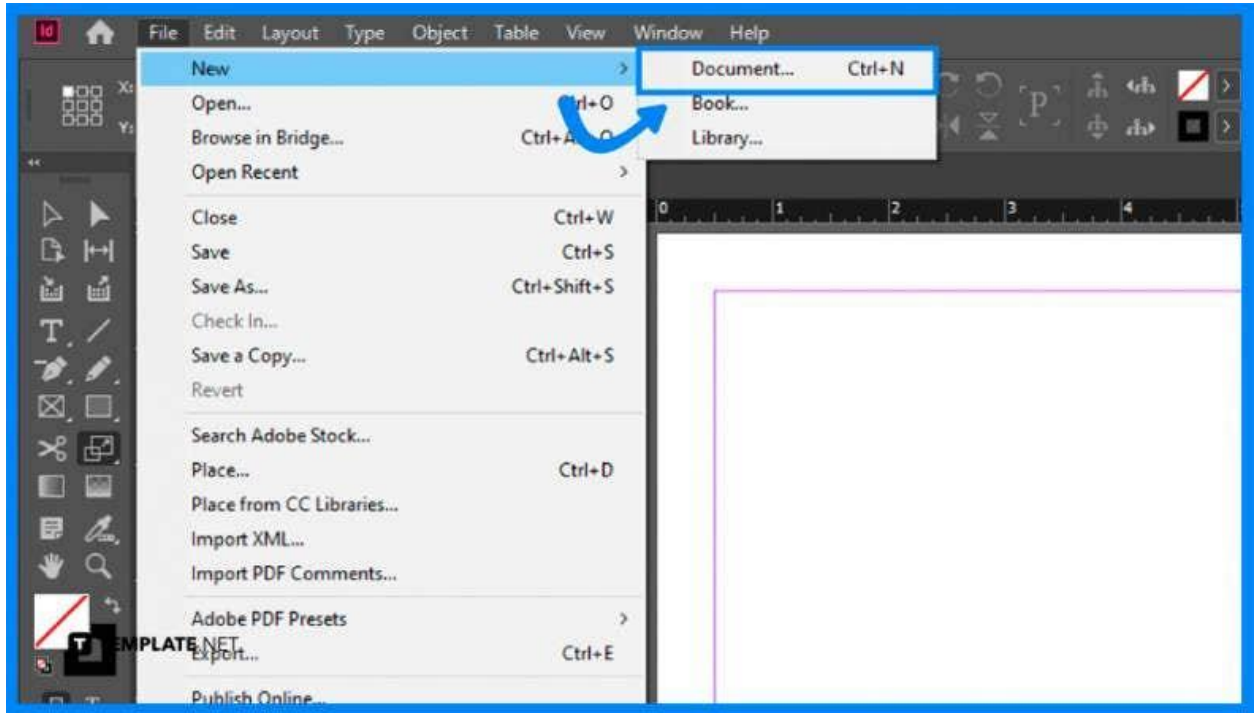 Id File Edit Layout Type Object Table View Window Help
X:
Y:
P
New
Open...
Browse in Bridge...
Open Recent
Close Ctrl+W
Save Ctrl+S
Save As... Ctrl+Shift+S
Check In...
Save a Copy... Ctrl+Alt+S
Revert
Search Adobe Stock...
Place... Ctrl+D
Place from CC Libraries...
Import XML...
Import PDF Comments...
Adobe PDF Presets
Export... Ctrl+E
Publish Online...
Document... Ctrl+N
Book...
Library...
0 1 2 3 4
T
TEMPLATE.NET